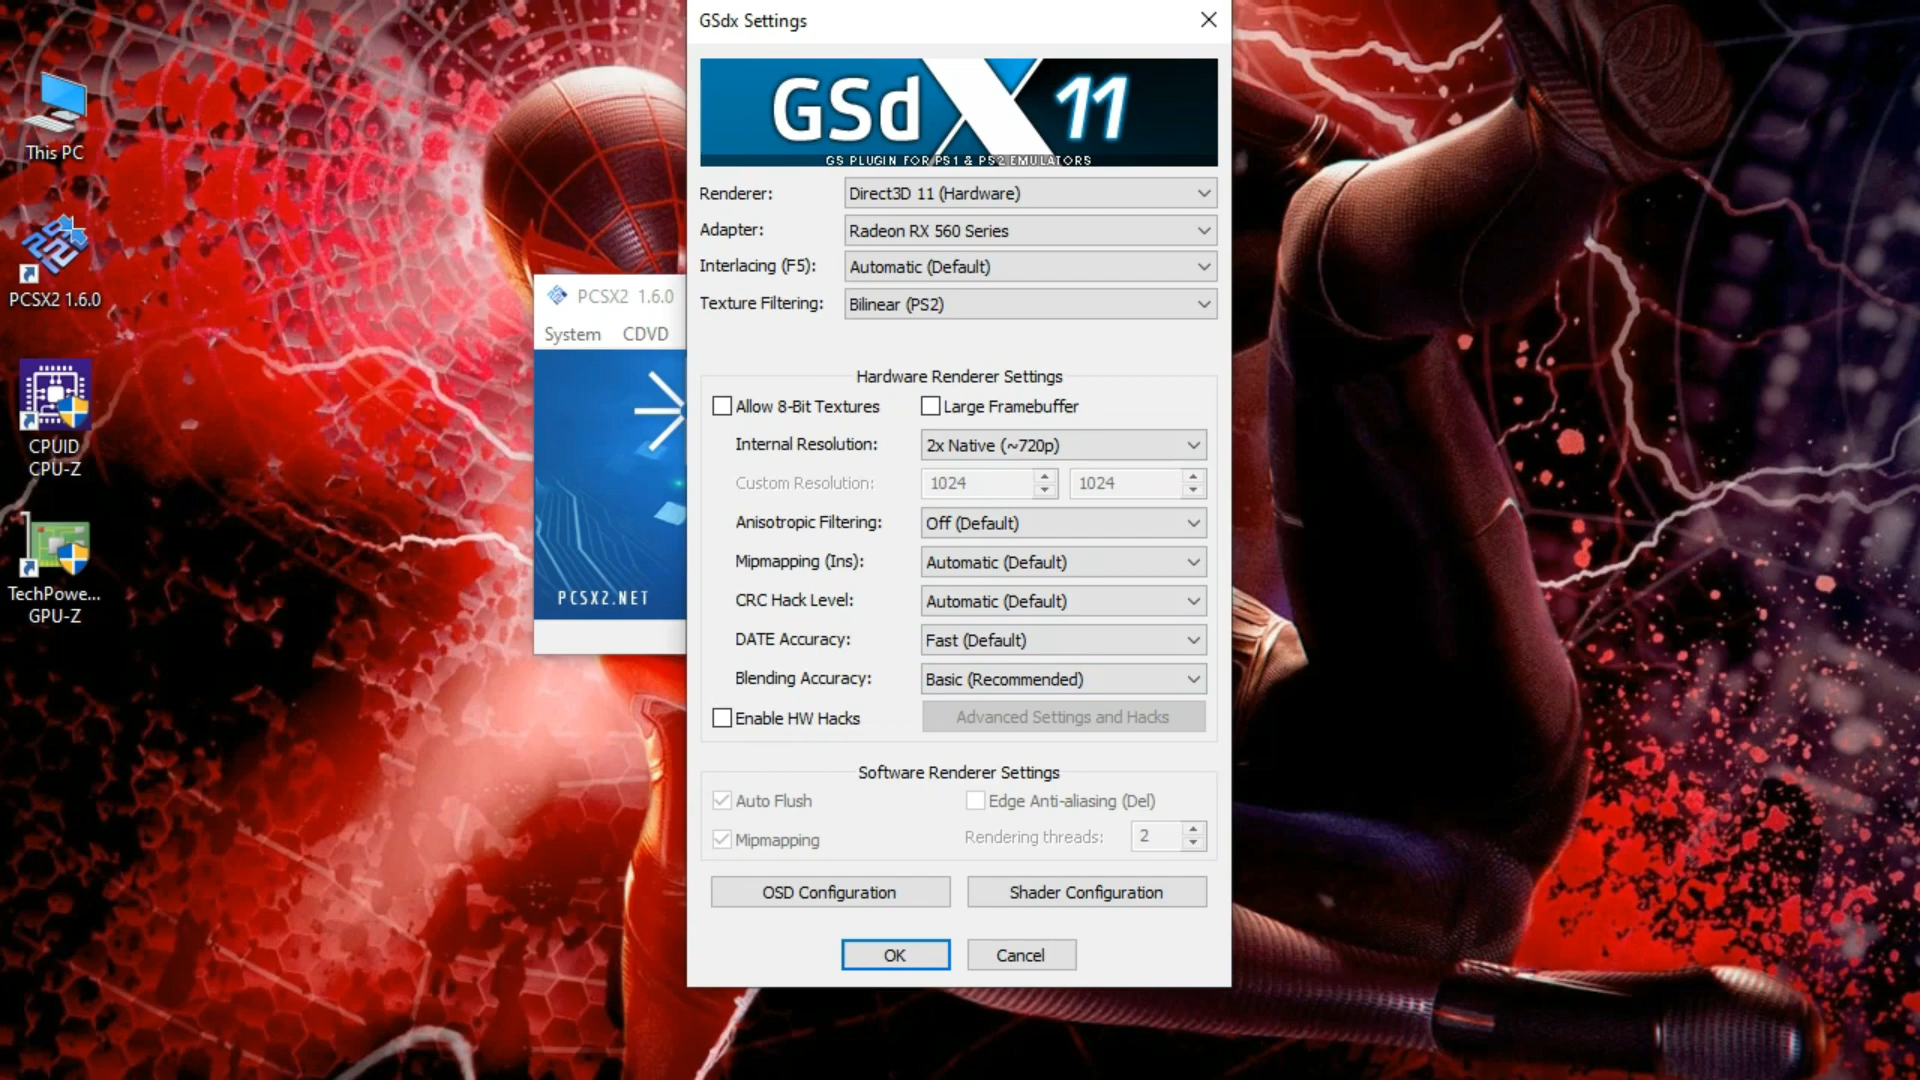 This PC
PCSX2 1.6.0
CPUID
CPU-Z
TechPowe...
GPU-Z
PCSX2 1.6.0
System CDVD
PCSX2.NET
GSdx Settings
GSdX 11
GS PLUGIN FOR PS1 & PS2 EMULATORS
Renderer: Direct3D 11 (Hardware)
Adapter: Radeon RX 560 Series
Interlacing (F5): Automatic (Default)
Texture Filtering: Bilinear (PS2)
Hardware Renderer Settings
Allow 8-Bit Textures Large Framebuffer
Internal Resolution: 2x Native (~720p)
Custom Resolution: 1024 1024
Anisotropic Filtering: Off (Default)
Mipmapping (Ins): Automatic (Default)
CRC Hack Level: Automatic (Default)
DATE Accuracy: Fast (Default)
Blending Accuracy: Basic (Recommended)
Enable HW Hacks Advanced Settings and Hacks
Software Renderer Settings
Auto Flush Edge Anti-aliasing (Del)
Mipmapping Rendering threads: 2
OSD Configuration Shader Configuration
OK Cancel